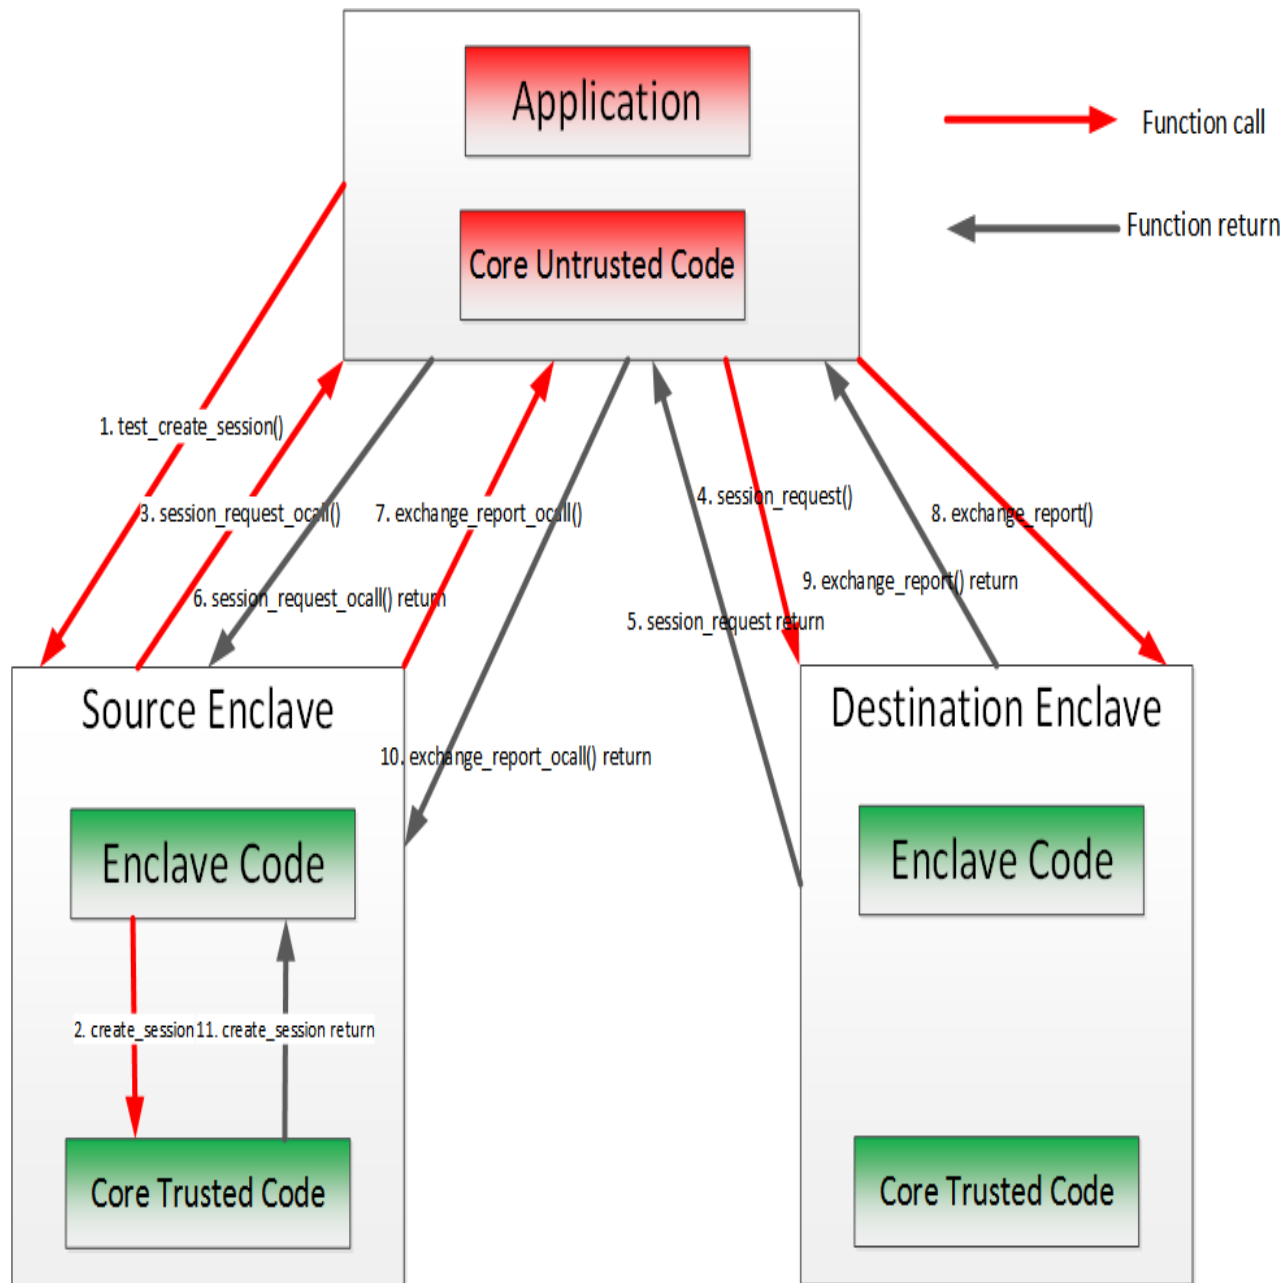 Application
Function call
Function return
Core Untrusted Code
1. test_create_session()
3. session_request_ocall()
7. exchange_report_ocall()
4. session_request()
8. exchange_report()
6. session_request_ocall() return
9. exchange_report() return
5. session_request return
Source Enclave
Destination Enclave
10. exchange_report_ocall() return
Enclave Code
Enclave Code
2. create_session
11. create_session return
Core Trusted Code
Core Trusted Code